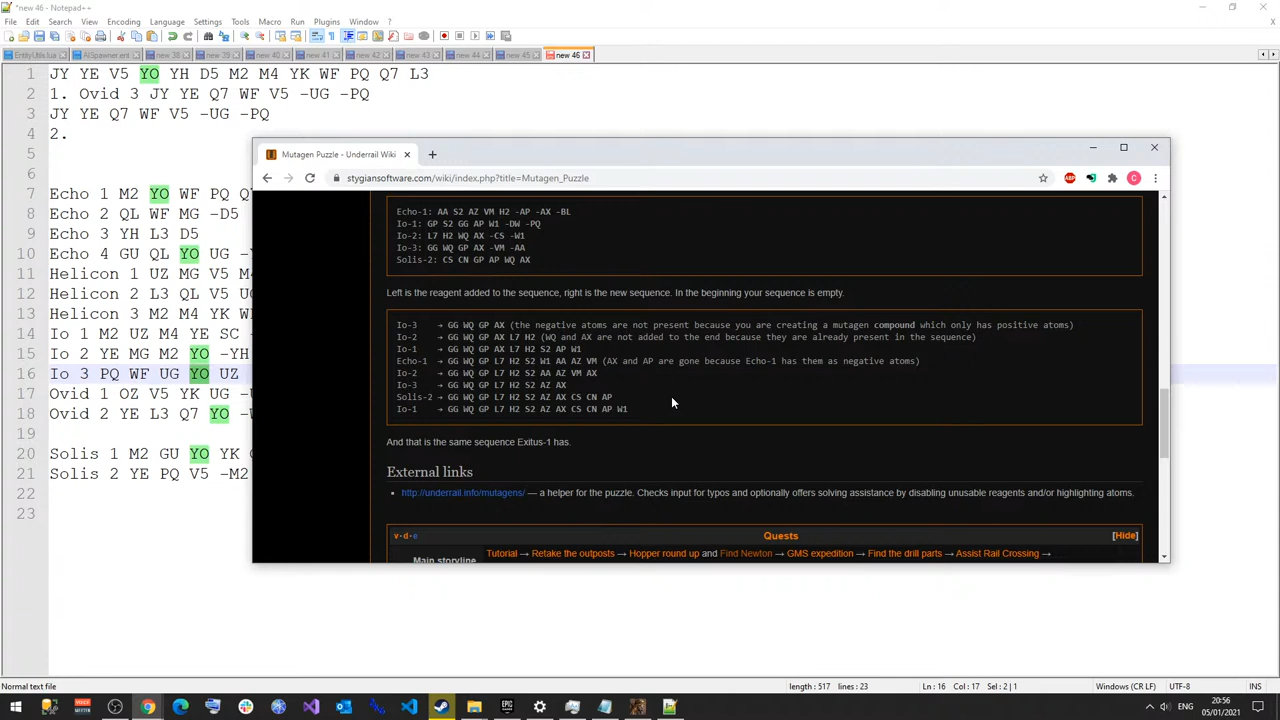 *new 46 - Notepad++
File Edit Search View Encoding Language Settings Tools Macro Run Plugins Window ?
EntityUtils.lua AISpawner.ent new 38 new 39 new 40 new 41 new 42 new 43 new 44 new 45 new 46
1 JY YE V5 YO YH D5 M2 M4 YK WF PQ Q7 L3
2 1. Ovid 3 JY YE Q7 WF V5 -UG -PQ
3 JY YE Q7 WF V5 -UG -PQ
4 2.
5
6
7 Echo 1 M2 YO WF PQ Q
8 Echo 2 QL WF MG -D5
9 Echo 3 YH L3 D5
10 Echo 4 GU QL YO UG -
11 Helicon 1 UZ MG V5 M
12 Helicon 2 L3 QL V5 U
13 Helicon 3 M2 M4 YK W
14 Io 1 M2 UZ M4 YE SC -
15 Io 2 YE MG M2 YO -YH
16 Io 3 PQ WF UG YO UZ
17 Ovid 1 OZ V5 YK UG -
18 Ovid 2 YE L3 Q7 YO -
19
20 Solis 1 M2 GU YO YK
21 Solis 2 YE PQ V5 -M2
22
23
Mutagen Puzzle - Underrail Wiki
stygiansoftware.com/wiki/index.php?title=Mutagen_Puzzle
Echo-1: AA S2 AZ VM H2 -AP -AX -BL
Io-1: GP S2 GG AP W1 -DW -PQ
Io-2: L7 H2 WQ AX -CS -W1
Io-3: GG WQ GP AX -VM -AA
Solis-2: CS CN GP AP WQ AX
Left is the reagent added to the sequence, right is the new sequence. In the beginning your sequence is empty.
Io-3 → GG WQ GP AX (the negative atoms are not present because you are creating a mutagen compound which only has positive atoms)
Io-2 → GG WQ GP AX L7 H2 (WQ and AX are not added to the end because they are already present in the sequence)
Io-1 → GG WQ GP AX L7 H2 S2 AP W1
Echo-1 → GG WQ GP L7 H2 S2 W1 AA AZ VM (AX and AP are gone because Echo-1 has them as negative atoms)
Io-2 → GG WQ GP L7 H2 S2 AA AZ VM AX
Io-3 → GG WQ GP L7 H2 S2 AZ AX
Solis-2 → GG WQ GP L7 H2 S2 AZ AX CS CN AP
Io-1 → GG WQ GP L7 H2 S2 AZ AX CS CN AP W1
And that is the same sequence Exitus-1 has.
External links
http://underrail.info/mutagens/ — a helper for the puzzle. Checks input for typos and optionally offers solving assistance by disabling unusable reagents and/or highlighting atoms.
v·d·e Quests [Hide]
Main storyline Tutorial → Retake the outposts → Hopper round up and Find Newton → GMS expedition → Find the drill parts → Assist Rail Crossing →
Normal text file length : 517 lines : 23 Ln : 16 Col : 17 Sel : 2 | 1 Windows (CR LF) UTF-8 INS
ENG 20:56 05/01/2021